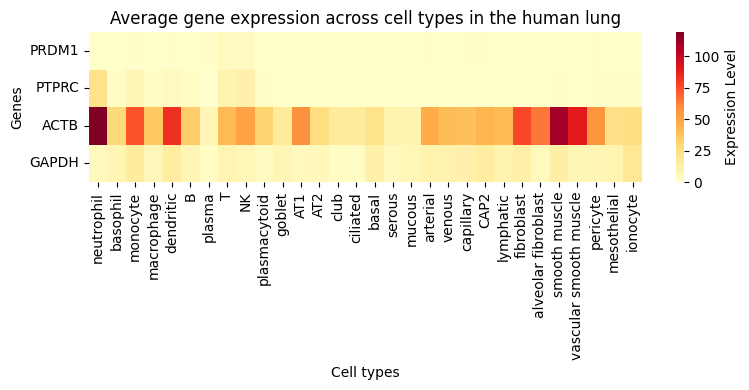 Average gene expression across cell types in the human lung
Genes
PRDM1
PTPRC
ACTB
GAPDH
neutrophil
basophil
monocyte
macrophage
dendritic
B
plasma
T
NK
plasmacytoid
goblet
AT1
AT2
club
ciliated
basal
serous
mucous
arterial
venous
capillary
CAP2
lymphatic
fibroblast
alveolar fibroblast
smooth muscle
vascular smooth muscle
pericyte
mesothelial
ionocyte
Cell types
100
75
50
25
0
Expression Level